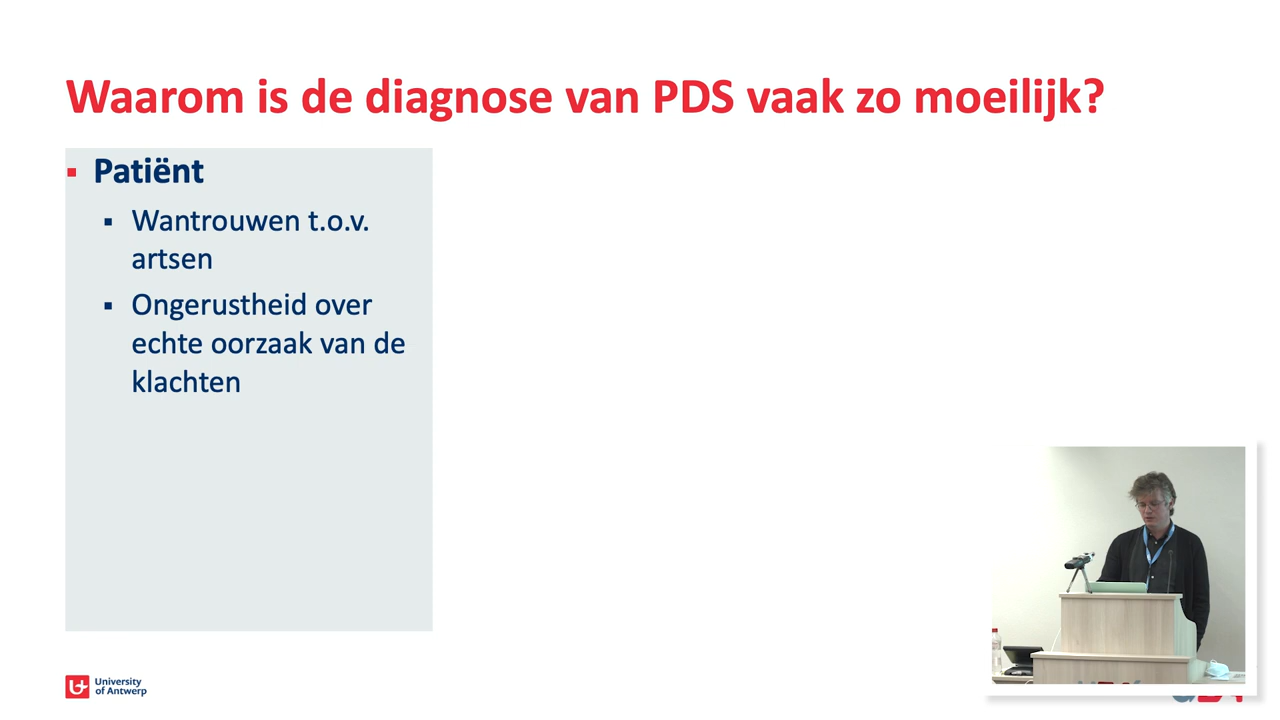 Waarom is de diagnose van PDS vaak zo moeilijk?
Patiënt
Wantrouwen t.o.v.
artsen
Ongerustheid over
echte oorzaak van de
klachten
University
of Antwerp